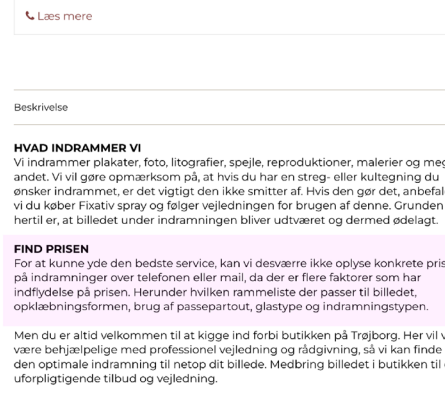 Læs mere
Beskrivelse
HVAD INDRAMMER VI
Vi indrammer plakater, foto, litografier, spejle, reproduktioner, malerier og
andet. Vi vil gøre opmærksom på, at hvis du har en streg- eller kultegning du
ønsker indrammet, er det vigtigt den ikke smitter af. Hvis den gør det,
vi du køber Fixativ spray og følger vejledningen for brugen af denne. Grunden
hertil er, at billedet under indramningen bliver udtværet og dermed ødelagt.
FIND PRISEN
For at kunne yde den bedste service, kan vi desværre ikke oplyse konkrete
på indramninger over telefonen eller mail, da der er flere faktorer som har
indflydelse på prisen. Herunder hvilken rammeliste der passer til billedet,
opklæbningsformen, brug af passepartout, glastype og indramningstypen.
Men du er altid velkommen til at kigge ind forbi butikken på Trøjborg. Her vil
være behjælpelige med professionel vejledning og rådgivning, så vi kan finde
den optimale indramning til netop dit billede. Medbring billedet i butikken til
uforpligtigende tilbud og vejledning.